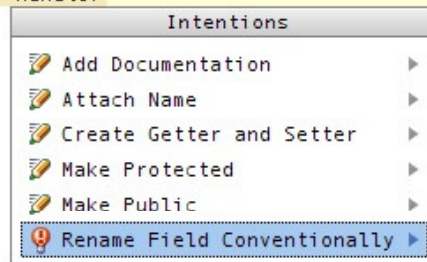 Intentions
Add Documentation
Attach Name
Create Getter and Setter
Make Protected
Make Public
Rename Field Conventionally